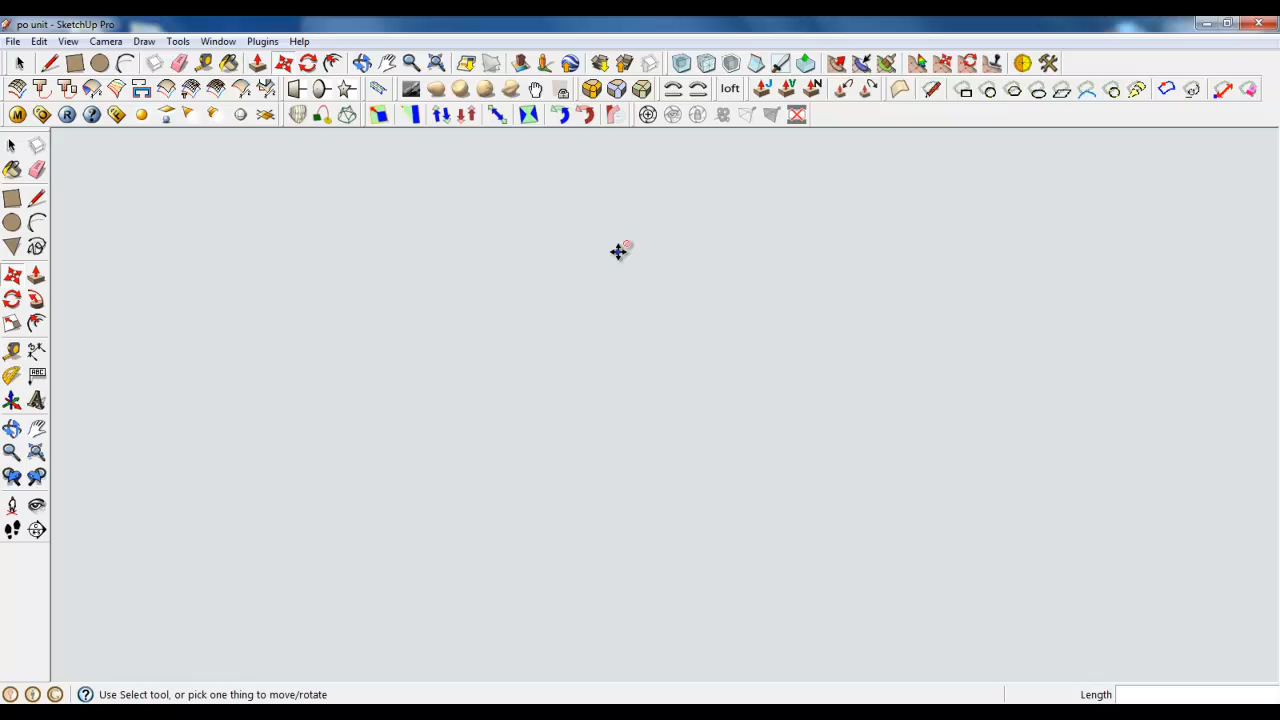 po unit - SketchUp Pro
File Edit View Camera Draw Tools Window Plugins Help
loft
M R ?
ABC
? Use Select tool, or pick one thing to move/rotate
Length